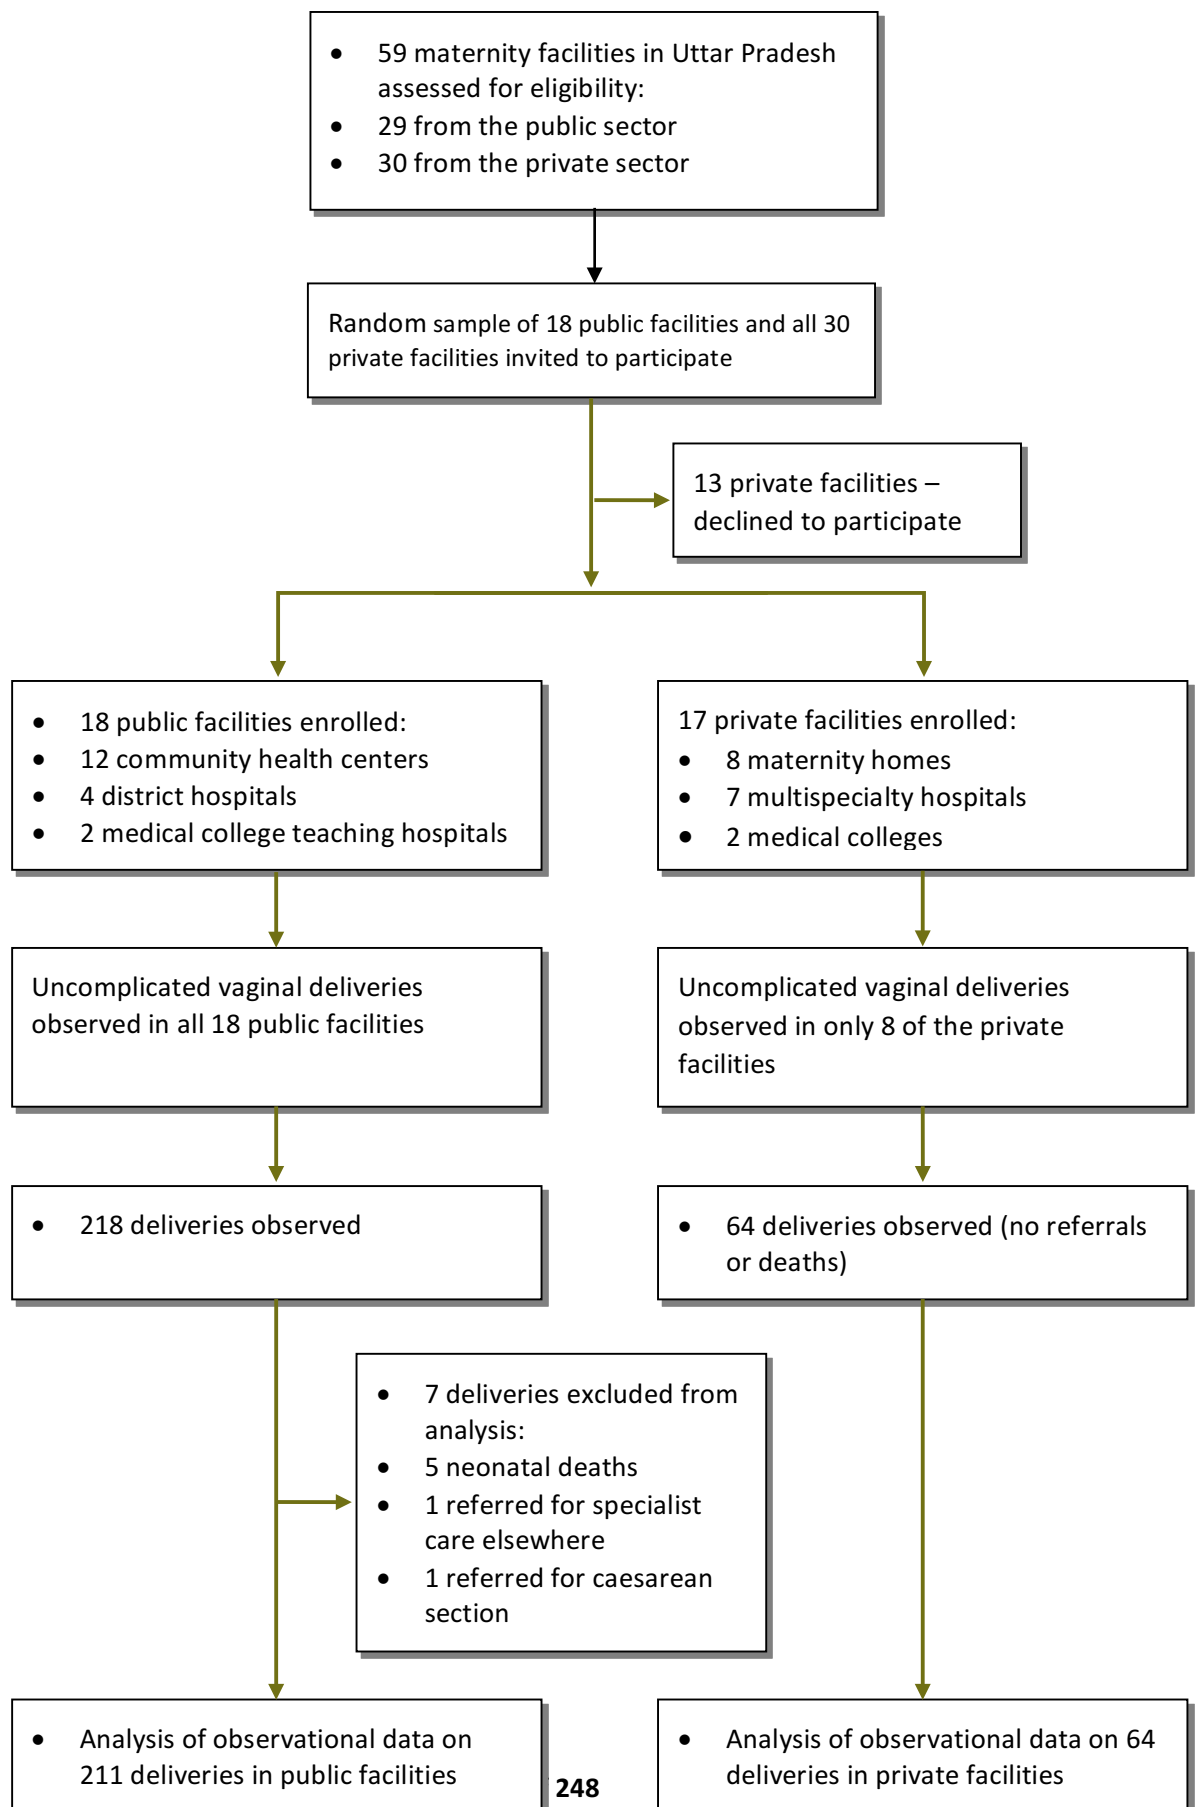 • 59 maternity facilities in Uttar Pradesh
assessed for eligibility:
• 29 from the public sector
• 30 from the private sector
Random sample of 18 public facilities and all 30
private facilities invited to participate
13 private facilities –
declined to participate
• 18 public facilities enrolled:
• 12 community health centers
• 4 district hospitals
• 2 medical college teaching hospitals
17 private facilities enrolled:
• 8 maternity homes
• 7 multispecialty hospitals
• 2 medical colleges
Uncomplicated vaginal deliveries
observed in all 18 public facilities
Uncomplicated vaginal deliveries
observed in only 8 of the private
facilities
• 218 deliveries observed
• 64 deliveries observed (no referrals
or deaths)
• 7 deliveries excluded from
analysis:
• 5 neonatal deaths
• 1 referred for specialist
care elsewhere
• 1 referred for caesarean
section
• Analysis of observational data on
211 deliveries in public facilities
• Analysis of observational data on 64
deliveries in private facilities
248